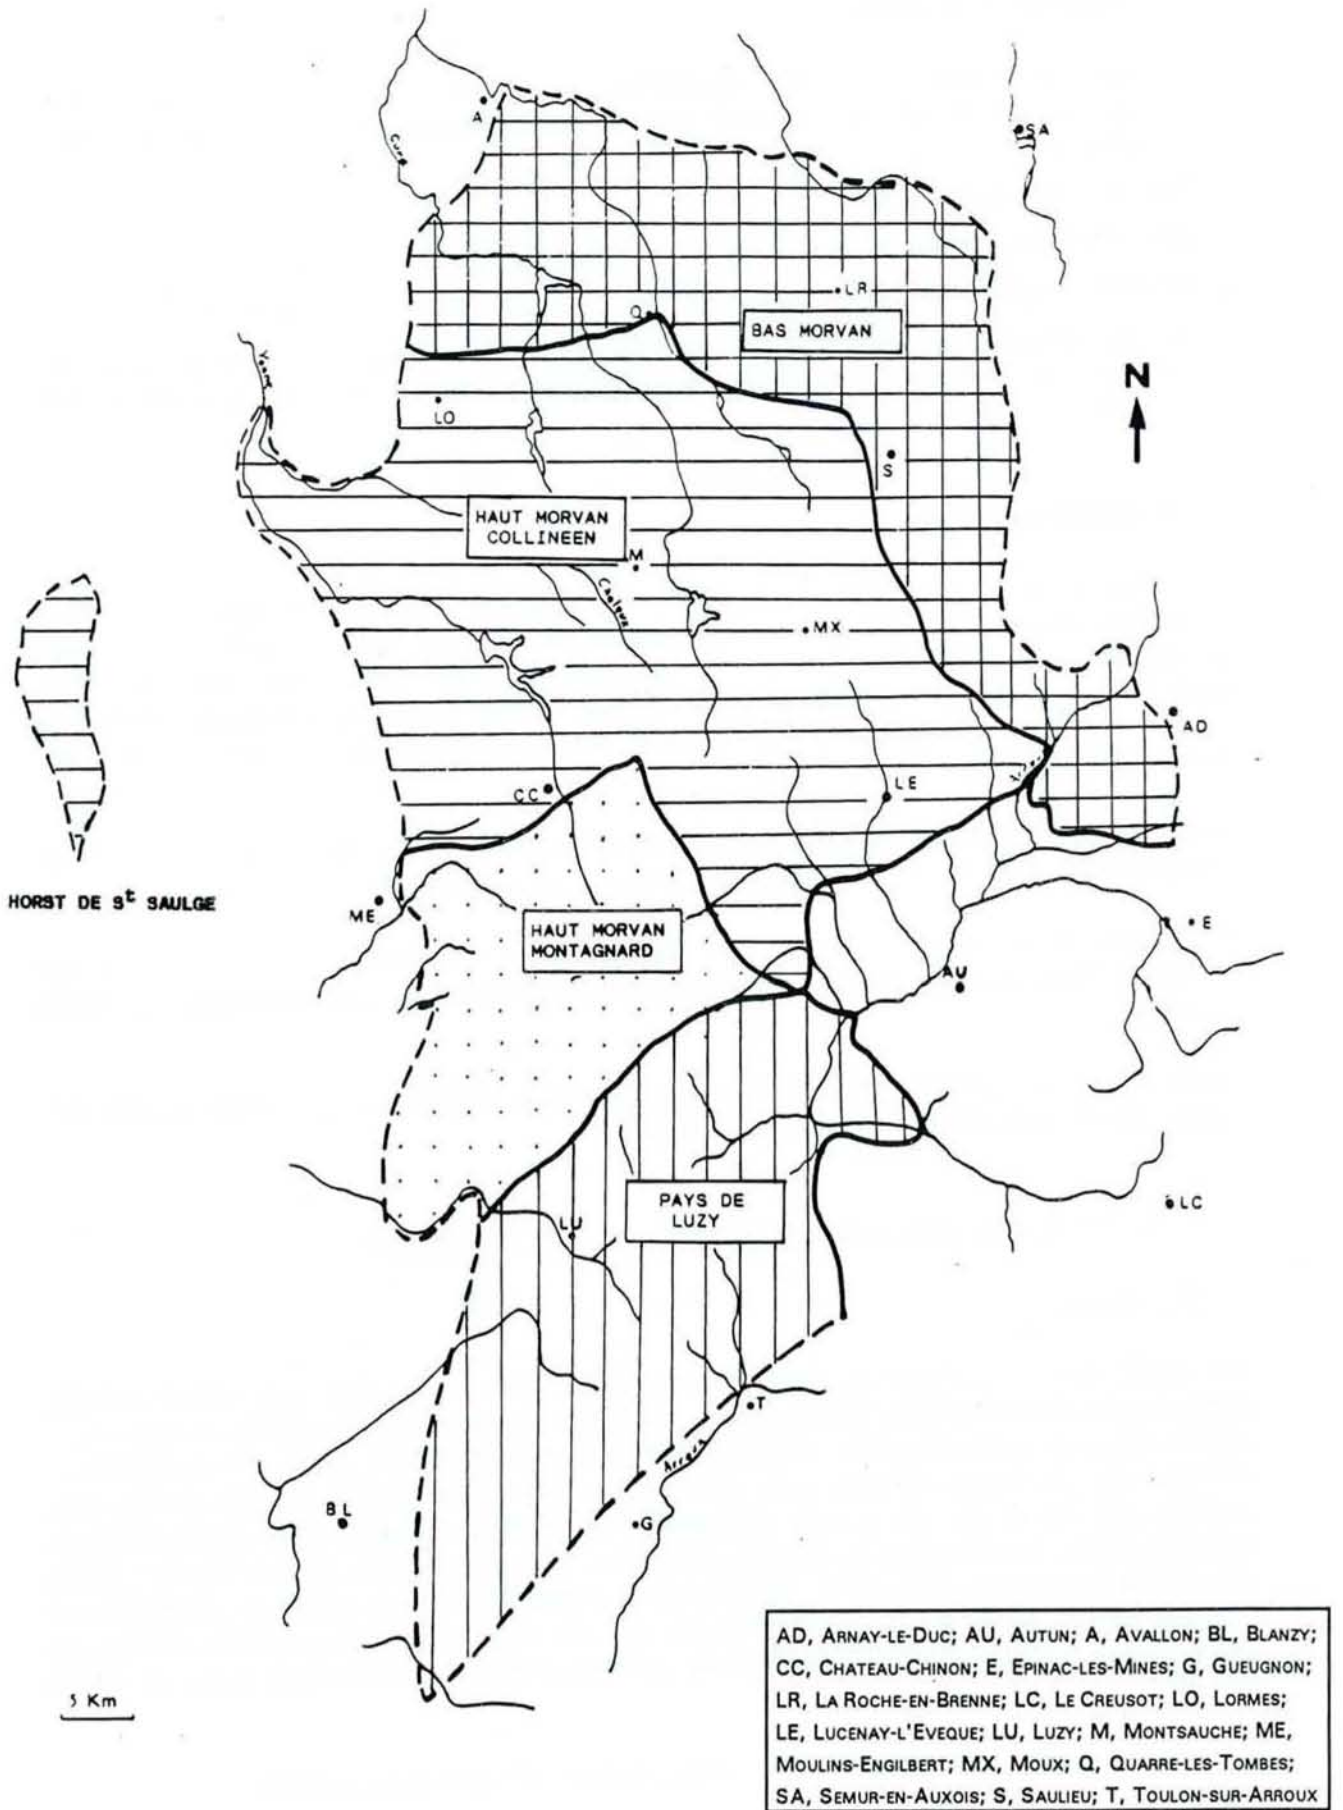 A
SA
Cure
LR
Q
BAS MORVAN
N
Yonne
LO
S
HAUT MORVAN
COLLINEEN
M
MX
AD
CC
LE
HORST DE St SAULGE
ME
HAUT MORVAN
MONTAGNARD
E
AU
PAYS DE
LUZY
LC
LU
T
Arroux
BL
G
5 Km
AD, ARNAY-LE-DUC; AU, AUTUN; A, AVALLON; BL, BLANZY;
CC, CHATEAU-CHINON; E, EPINAC-LES-MINES; G, GUEUGNON;
LR, LA ROCHE-EN-BRENNE; LC, LE CREUSOT; LO, LORMES;
LE, LUCENAY-L'EVEQUE; LU, LUZY; M, MONTSAUCHE; ME,
MOULINS-ENGILBERT; MX, MOUX; Q, QUARRE-LES-TOMBES;
SA, SEMUR-EN-AUXOIS; S, SAULIEU; T, TOULON-SUR-ARROUX